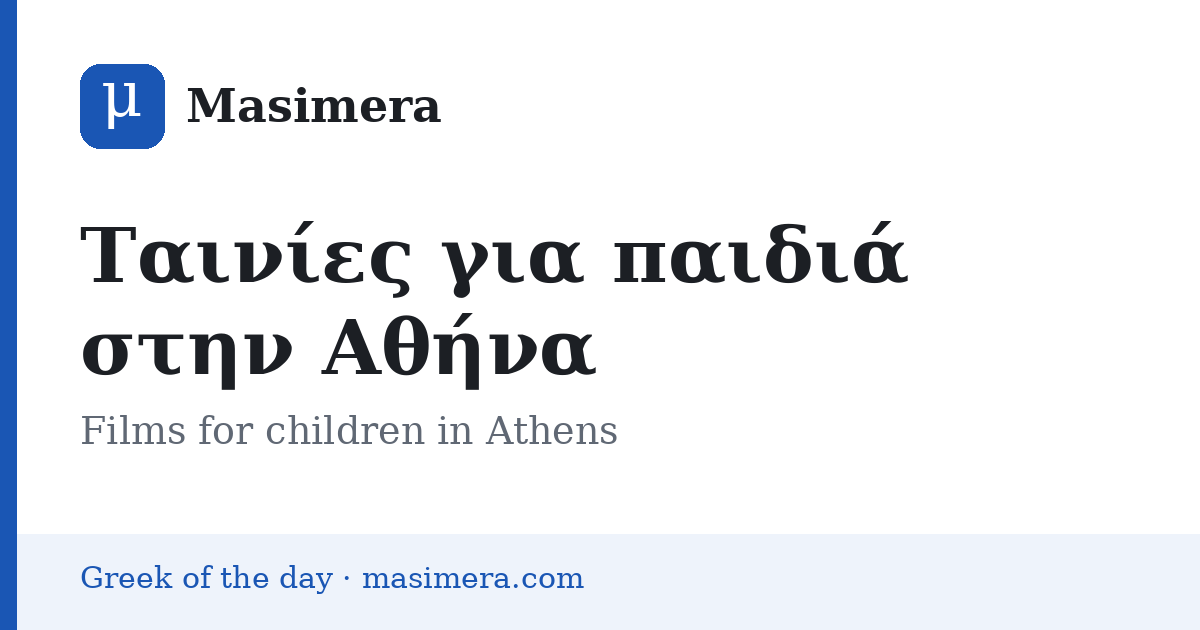 μ
Masimera
Ταινίες για παιδιά
στην Αθήνα
Films for children in Athens
Greek of the day · masimera.com